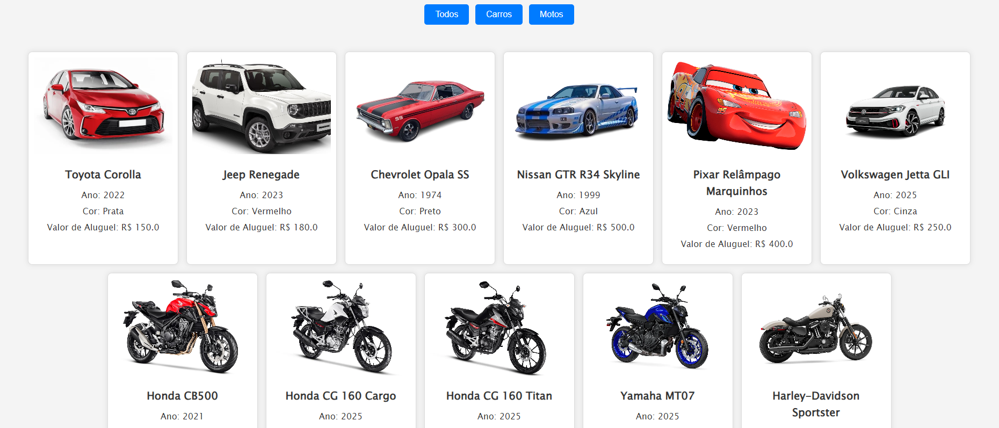 Todos Carros Motos
SS
95
95
JETTA
Toyota Corolla
Ano: 2022
Cor: Prata
Valor de Aluguel: R$ 150.0
Jeep Renegade
Ano: 2023
Cor: Vermelho
Valor de Aluguel: R$ 180.0
Chevrolet Opala SS
Ano: 1974
Cor: Preto
Valor de Aluguel: R$ 300.0
Nissan GTR R34 Skyline
Ano: 1999
Cor: Azul
Valor de Aluguel: R$ 500.0
Pixar Relâmpago
Marquinhos
Ano: 2023
Cor: Vermelho
Valor de Aluguel: R$ 400.0
Volkswagen Jetta GLI
Ano: 2025
Cor: Cinza
Valor de Aluguel: R$ 250.0
Honda CB500
Ano: 2021
Honda CG 160 Cargo
Ano: 2025
Honda CG 160 Titan
Ano: 2025
Yamaha MT07
Ano: 2025
Harley-Davidson
Sportster